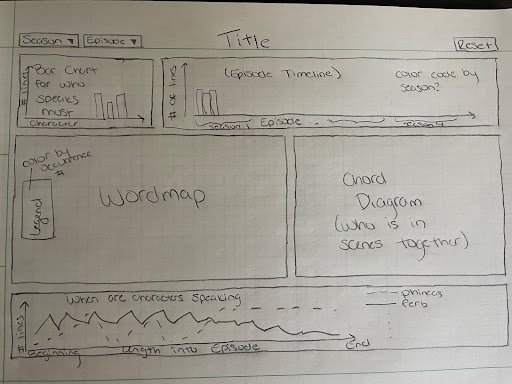 Title
Season ▼ Episode ▼
Reset
Bar Chart
for who
speaks
must
# lines
Character
# of lines
(Episode Timeline)
color code by
season?
season 1 Episode ... season 4
color by
occurrence
#
Legend
Wordmap
Chord
Diagram
(who is in
scenes together)
When are characters speaking
# lines
Beginning
Length into Episode
End
phineas
ferb